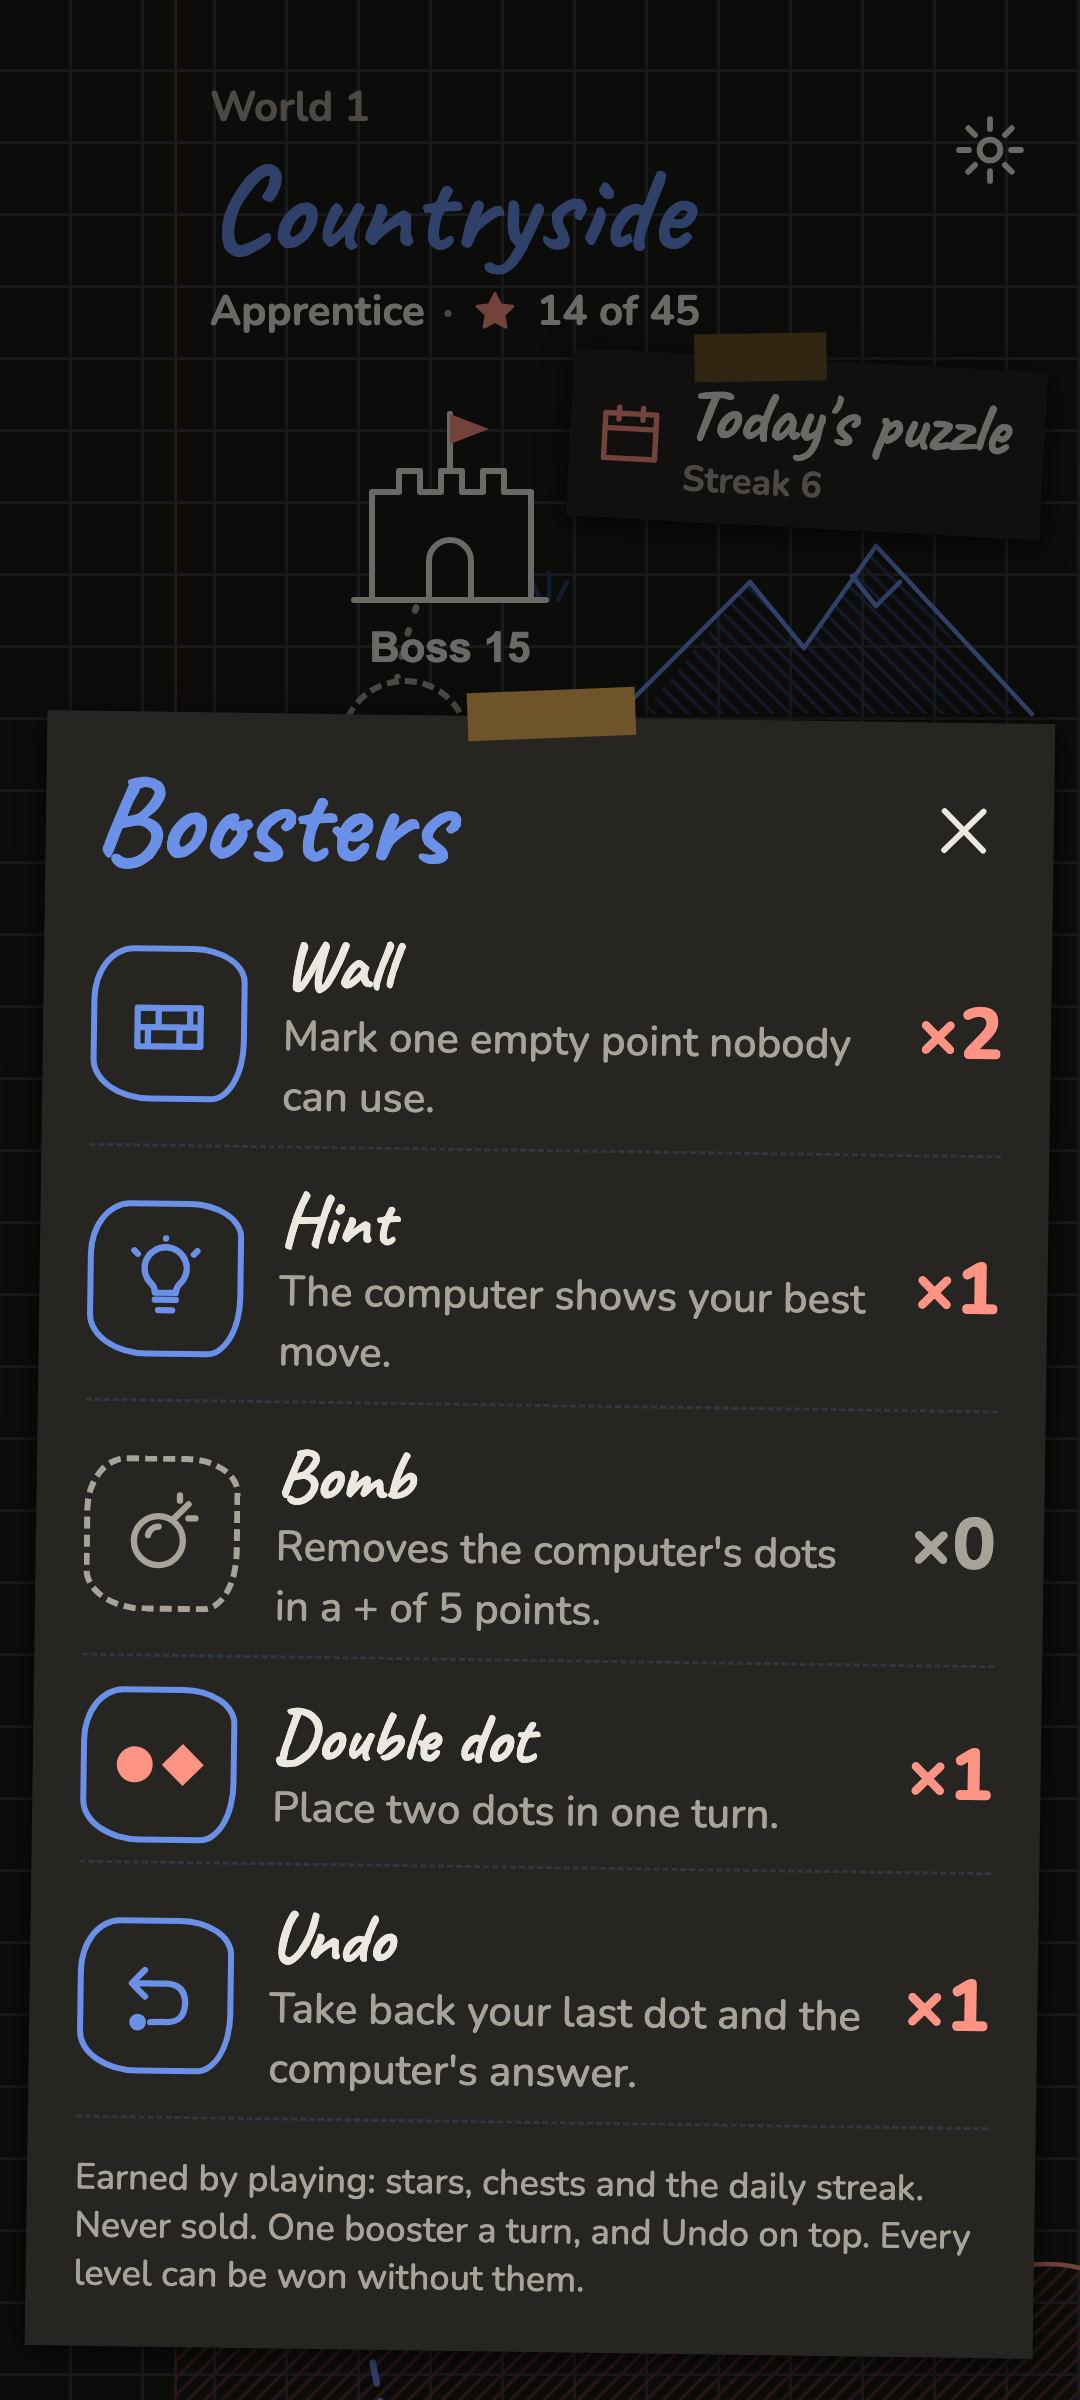 World 1
Countryside
Apprentice · ★ 14 of 45
Today's puzzle
Streak 6
Boss 15
Boosters
Wall
Mark one empty point nobody
can use.
×2
Hint
The computer shows your best
move.
×1
Bomb
Removes the computer's dots
in a + of 5 points.
×0
Double dot
Place two dots in one turn.
×1
Undo
Take back your last dot and the
computer's answer.
×1
Earned by playing: stars, chests and the daily streak.
Never sold. One booster a turn, and Undo on top. Every
level can be won without them.